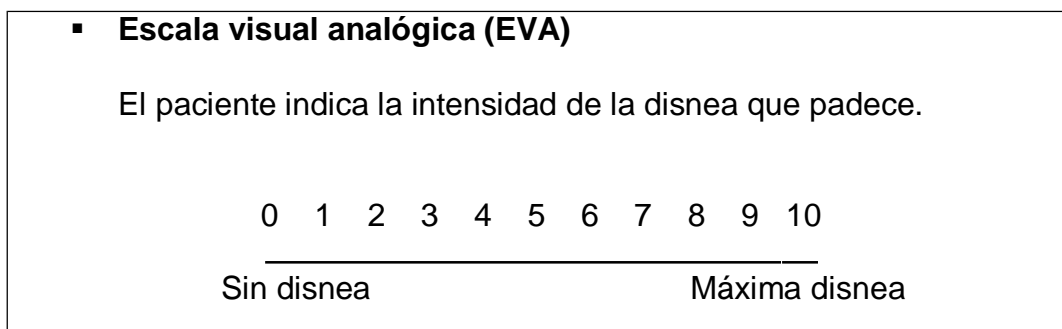 ▪ Escala visual analógica (EVA)
El paciente indica la intensidad de la disnea que padece.
0 1 2 3 4 5 6 7 8 9 10
Sin disnea Máxima disnea